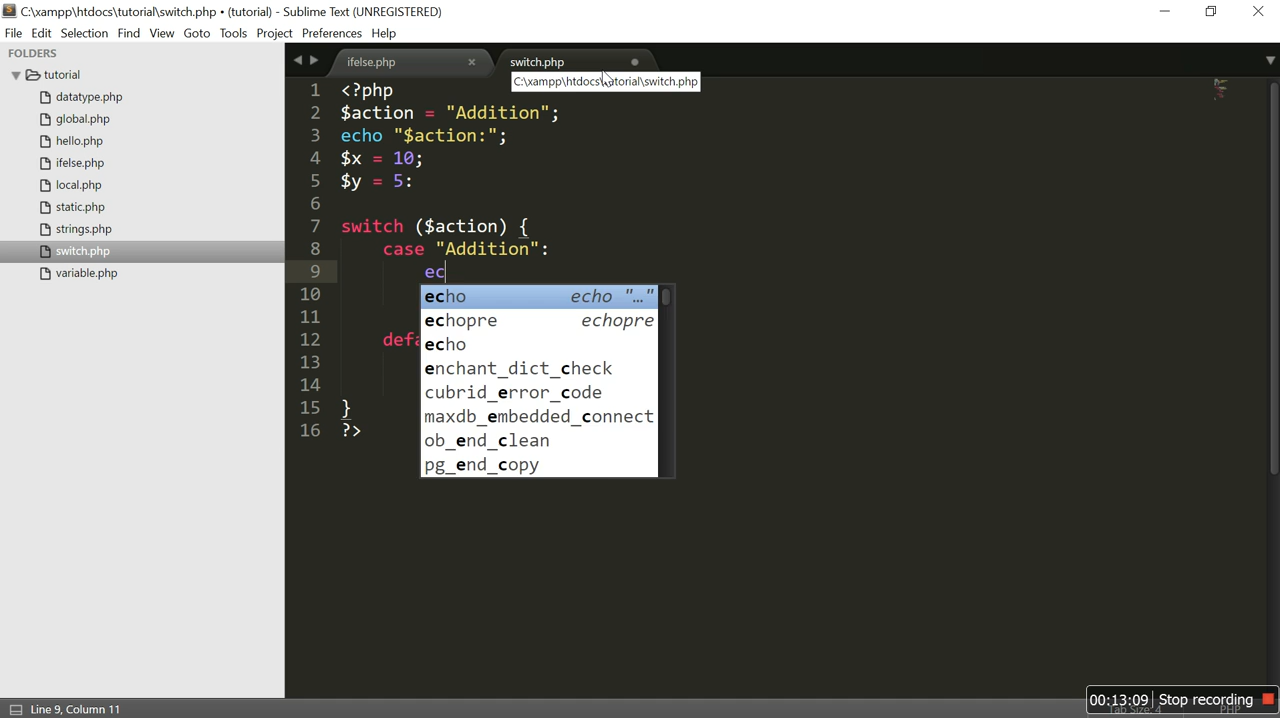 C:\xampp\htdocs\tutorial\switch.php • (tutorial) - Sublime Text (UNREGISTERED)
File Edit Selection Find View Goto Tools Project Preferences Help
FOLDERS
tutorial
datatype.php
global.php
hello.php
ifelse.php
local.php
static.php
strings.php
switch.php
variable.php
ifelse.php
switch.php
C:\xampp\htdocs\tutorial\switch.php
1 <?php
2 $action = "Addition";
3 echo "$action:";
4 $x = 10;
5 $y = 5:
6
7 switch ($action) {
8 case "Addition":
9 ec
10
11
12 defa
13
14
15 }
16 ?>
echo echo "…"
echopre echopre
echo
enchant_dict_check
cubrid_error_code
maxdb_embedded_connect
ob_end_clean
pg_end_copy
Line 9, Column 11
00:13:09 Stop recording
Tab Size: 4 PHP